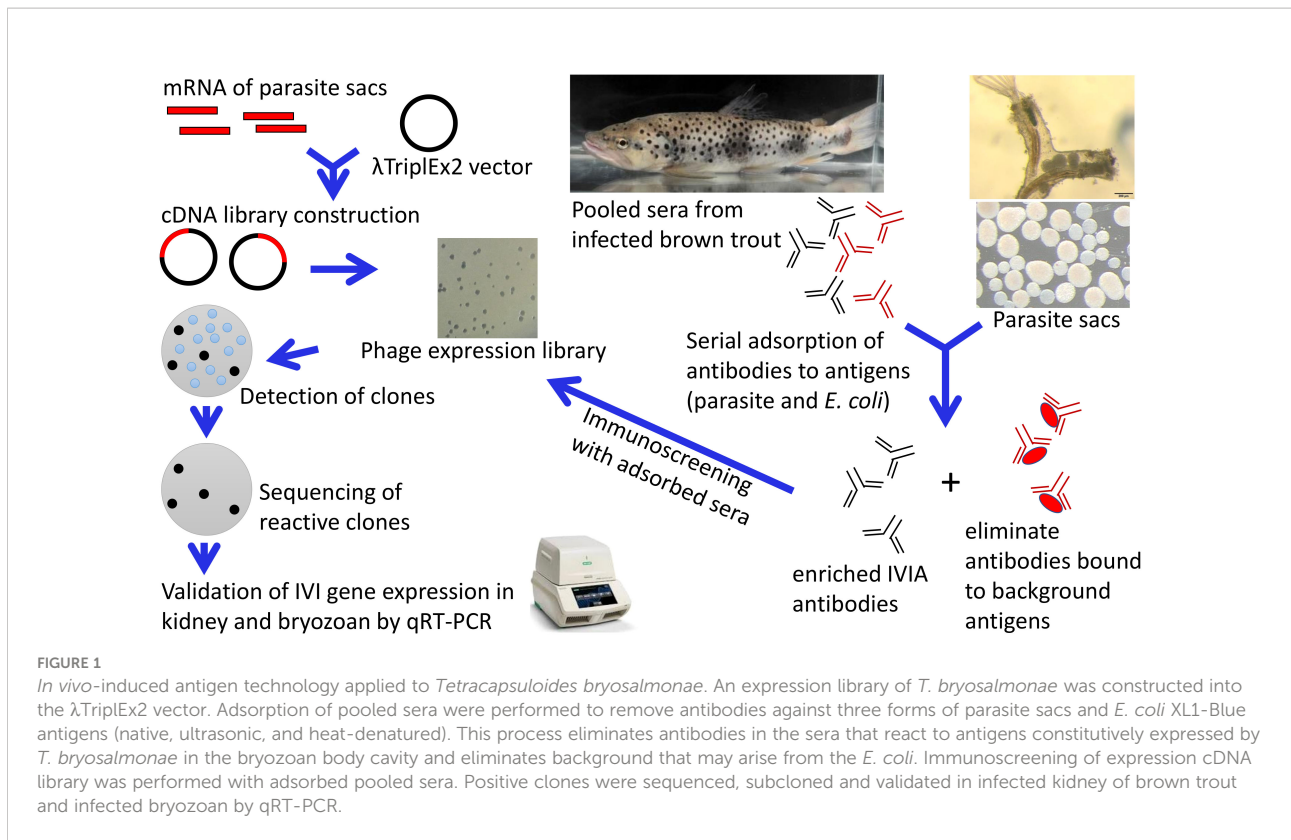 mRNA of parasite sacs
λTriplEx2 vector
cDNA library construction
Phage expression library
Detection of clones
Sequencing of
reactive clones
Validation of IVI gene expression in
kidney and bryozoan by qRT-PCR
Pooled sera from
infected brown trout
Parasite sacs
Serial adsorption of
antibodies to antigens
(parasite and E. coli)
Immunoscreening
with adsorbed sera
+
enriched IVIA
antibodies
eliminate
antibodies bound
to background
antigens
FIGURE 1
In vivo-induced antigen technology applied to Tetracapsuloides bryosalmonae. An expression library of T. bryosalmonae was constructed into
the λTriplEx2 vector. Adsorption of pooled sera were performed to remove antibodies against three forms of parasite sacs and E. coli XL1-Blue
antigens (native, ultrasonic, and heat-denatured). This process eliminates antibodies in the sera that react to antigens constitutively expressed by
T. bryosalmonae in the bryozoan body cavity and eliminates background that may arise from the E. coli. Immunoscreening of expression cDNA
library was performed with adsorbed pooled sera. Positive clones were sequenced, subcloned and validated in infected kidney of brown trout
and infected bryozoan by qRT-PCR.